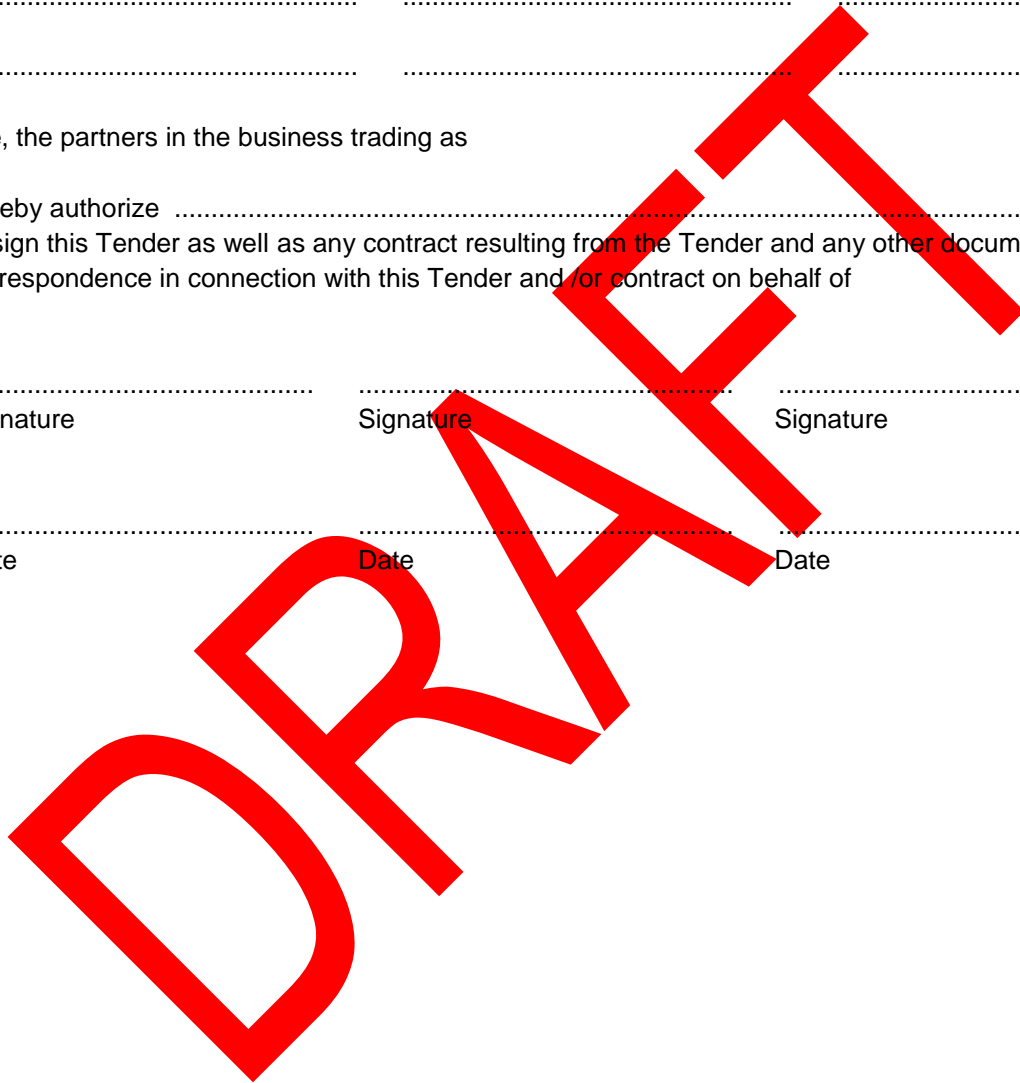 .................................................... ........................................................ ..........................
.................................................... ........................................................ ..........................
, the partners in the business trading as
eby authorize ..........................................................................................................................
sign this Tender as well as any contract resulting from the Tender and any other docum
respondence in connection with this Tender and /or contract on behalf of
.............................................. ...................................................... ...................................
nature Signature Signature
.............................................. ...................................................... ...................................
te Date Date
DRAFT